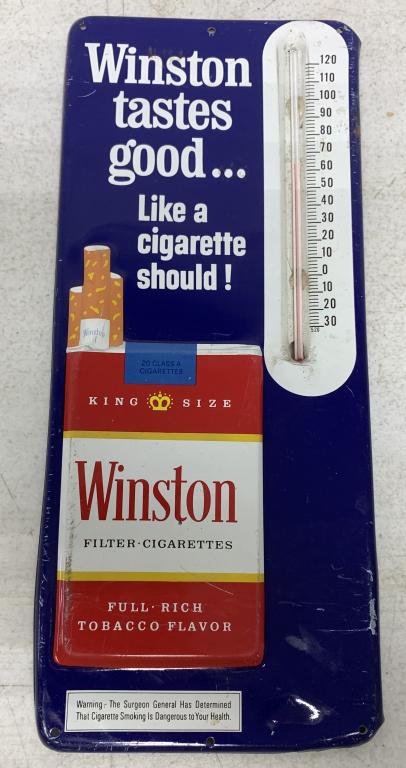 Winston
tastes
good...
Like a
cigarette
should!
120
110
100
90
80
70
60
50
40
30
20
10
0
10
20
30
526
Winston
20 CLASS A
CIGARETTES
KING SIZE
Winston
FILTER·CIGARETTES
FULL·RICH
TOBACCO FLAVOR
Warning:- The Surgeon General Has Determined
That Cigarette Smoking Is Dangerous to Your Health.